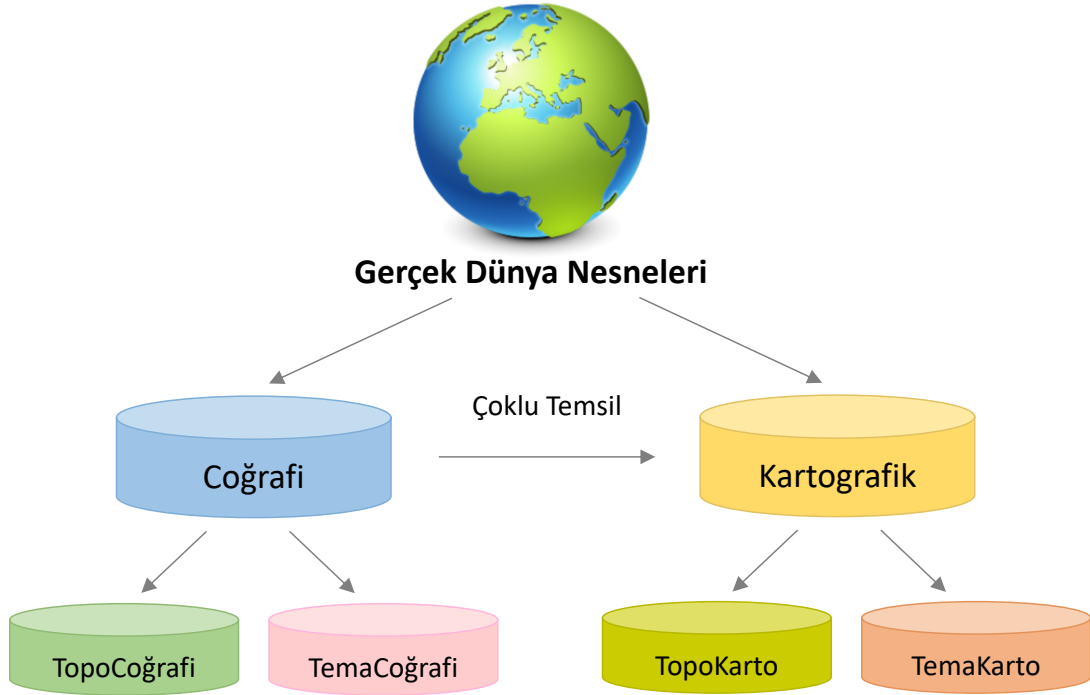 Gerçek Dünya Nesneleri
Çoklu Temsil
Coğrafi
Kartografik
TopoCoğrafi
TemaCoğrafi
TopoKarto
TemaKarto